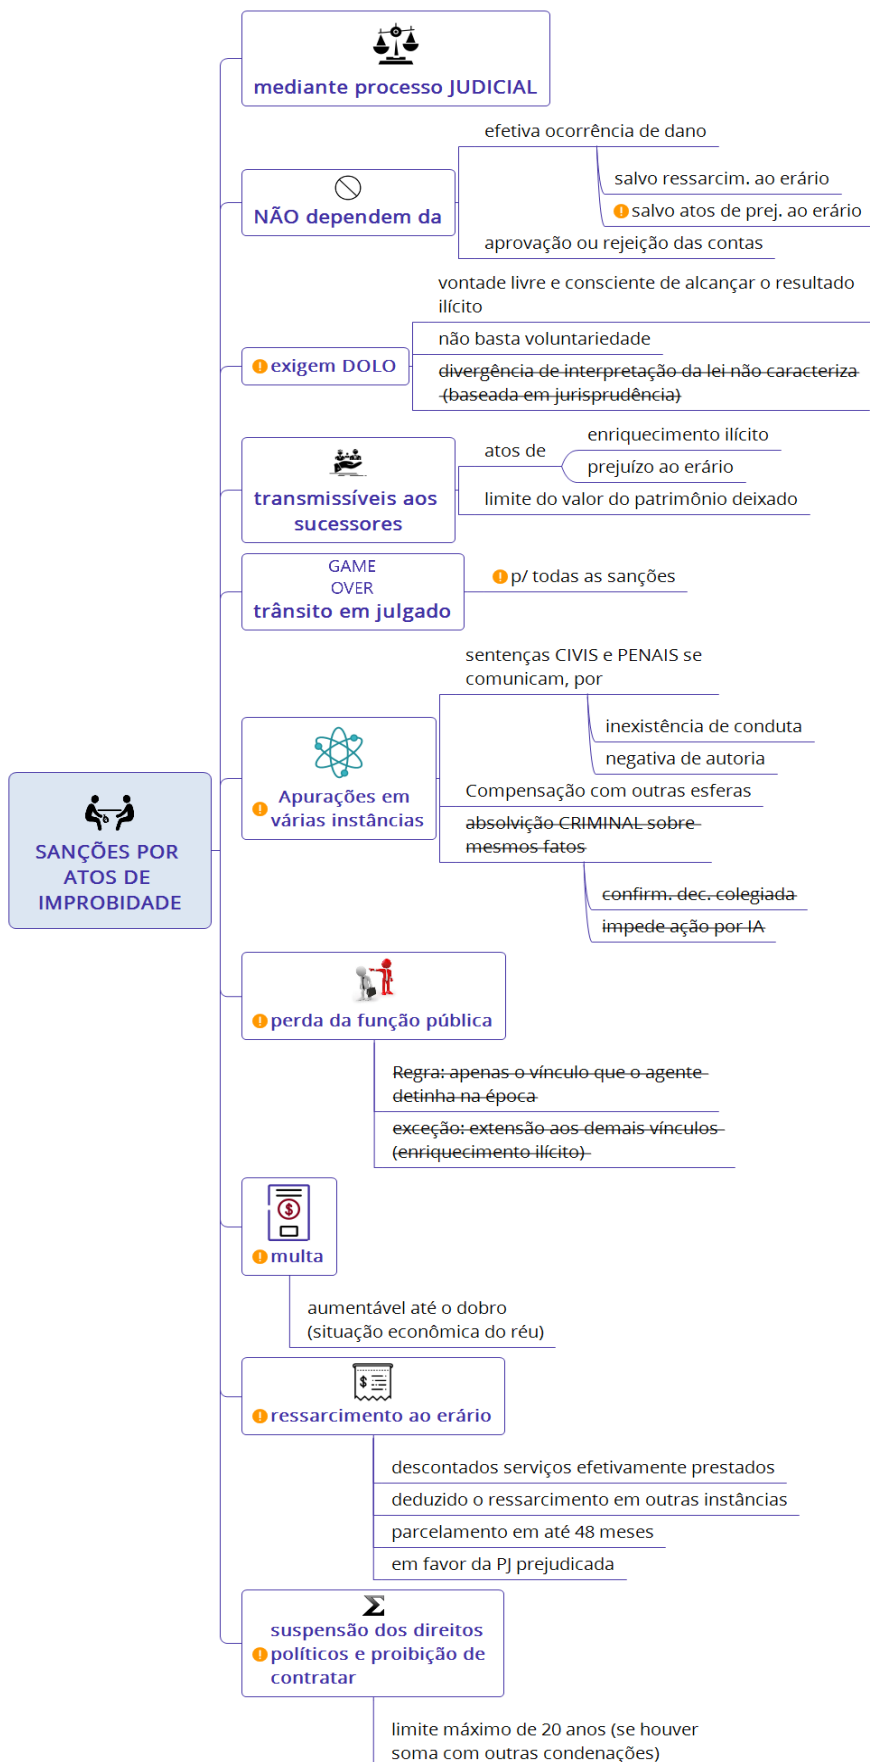 mediante processo JUDICIAL
NÃO dependem da
efetiva ocorrência de dano
salvo ressarcim. ao erário
salvo atos de prej. ao erário
aprovação ou rejeição das contas
exigem DOLO
vontade livre e consciente de alcançar o resultado
ilícito
não basta voluntariedade
divergência de interpretação da lei não caracteriza
(baseada em jurisprudência)
transmissíveis aos
sucessores
atos de
enriquecimento ilícito
prejuízo ao erário
limite do valor do patrimônio deixado
GAME
OVER
trânsito em julgado
p/ todas as sanções
SANÇÕES POR
ATOS DE
IMPROBIDADE
Apurações em
várias instâncias
sentenças CIVIS e PENAIS se
comunicam, por
inexistência de conduta
negativa de autoria
Compensação com outras esferas
absolvição CRIMINAL sobre
mesmos fatos
confirm. dec. colegiada
impede ação por IA
perda da função pública
Regra: apenas o vínculo que o agente
detinha na época
exceção: extensão aos demais vínculos
(enriquecimento ilícito)
multa
aumentável até o dobro
(situação econômica do réu)
ressarcimento ao erário
descontados serviços efetivamente prestados
deduzido o ressarcimento em outras instâncias
parcelamento em até 48 meses
em favor da PJ prejudicada
suspensão dos direitos
políticos e proibição de
contratar
limite máximo de 20 anos (se houver
soma com outras condenações)